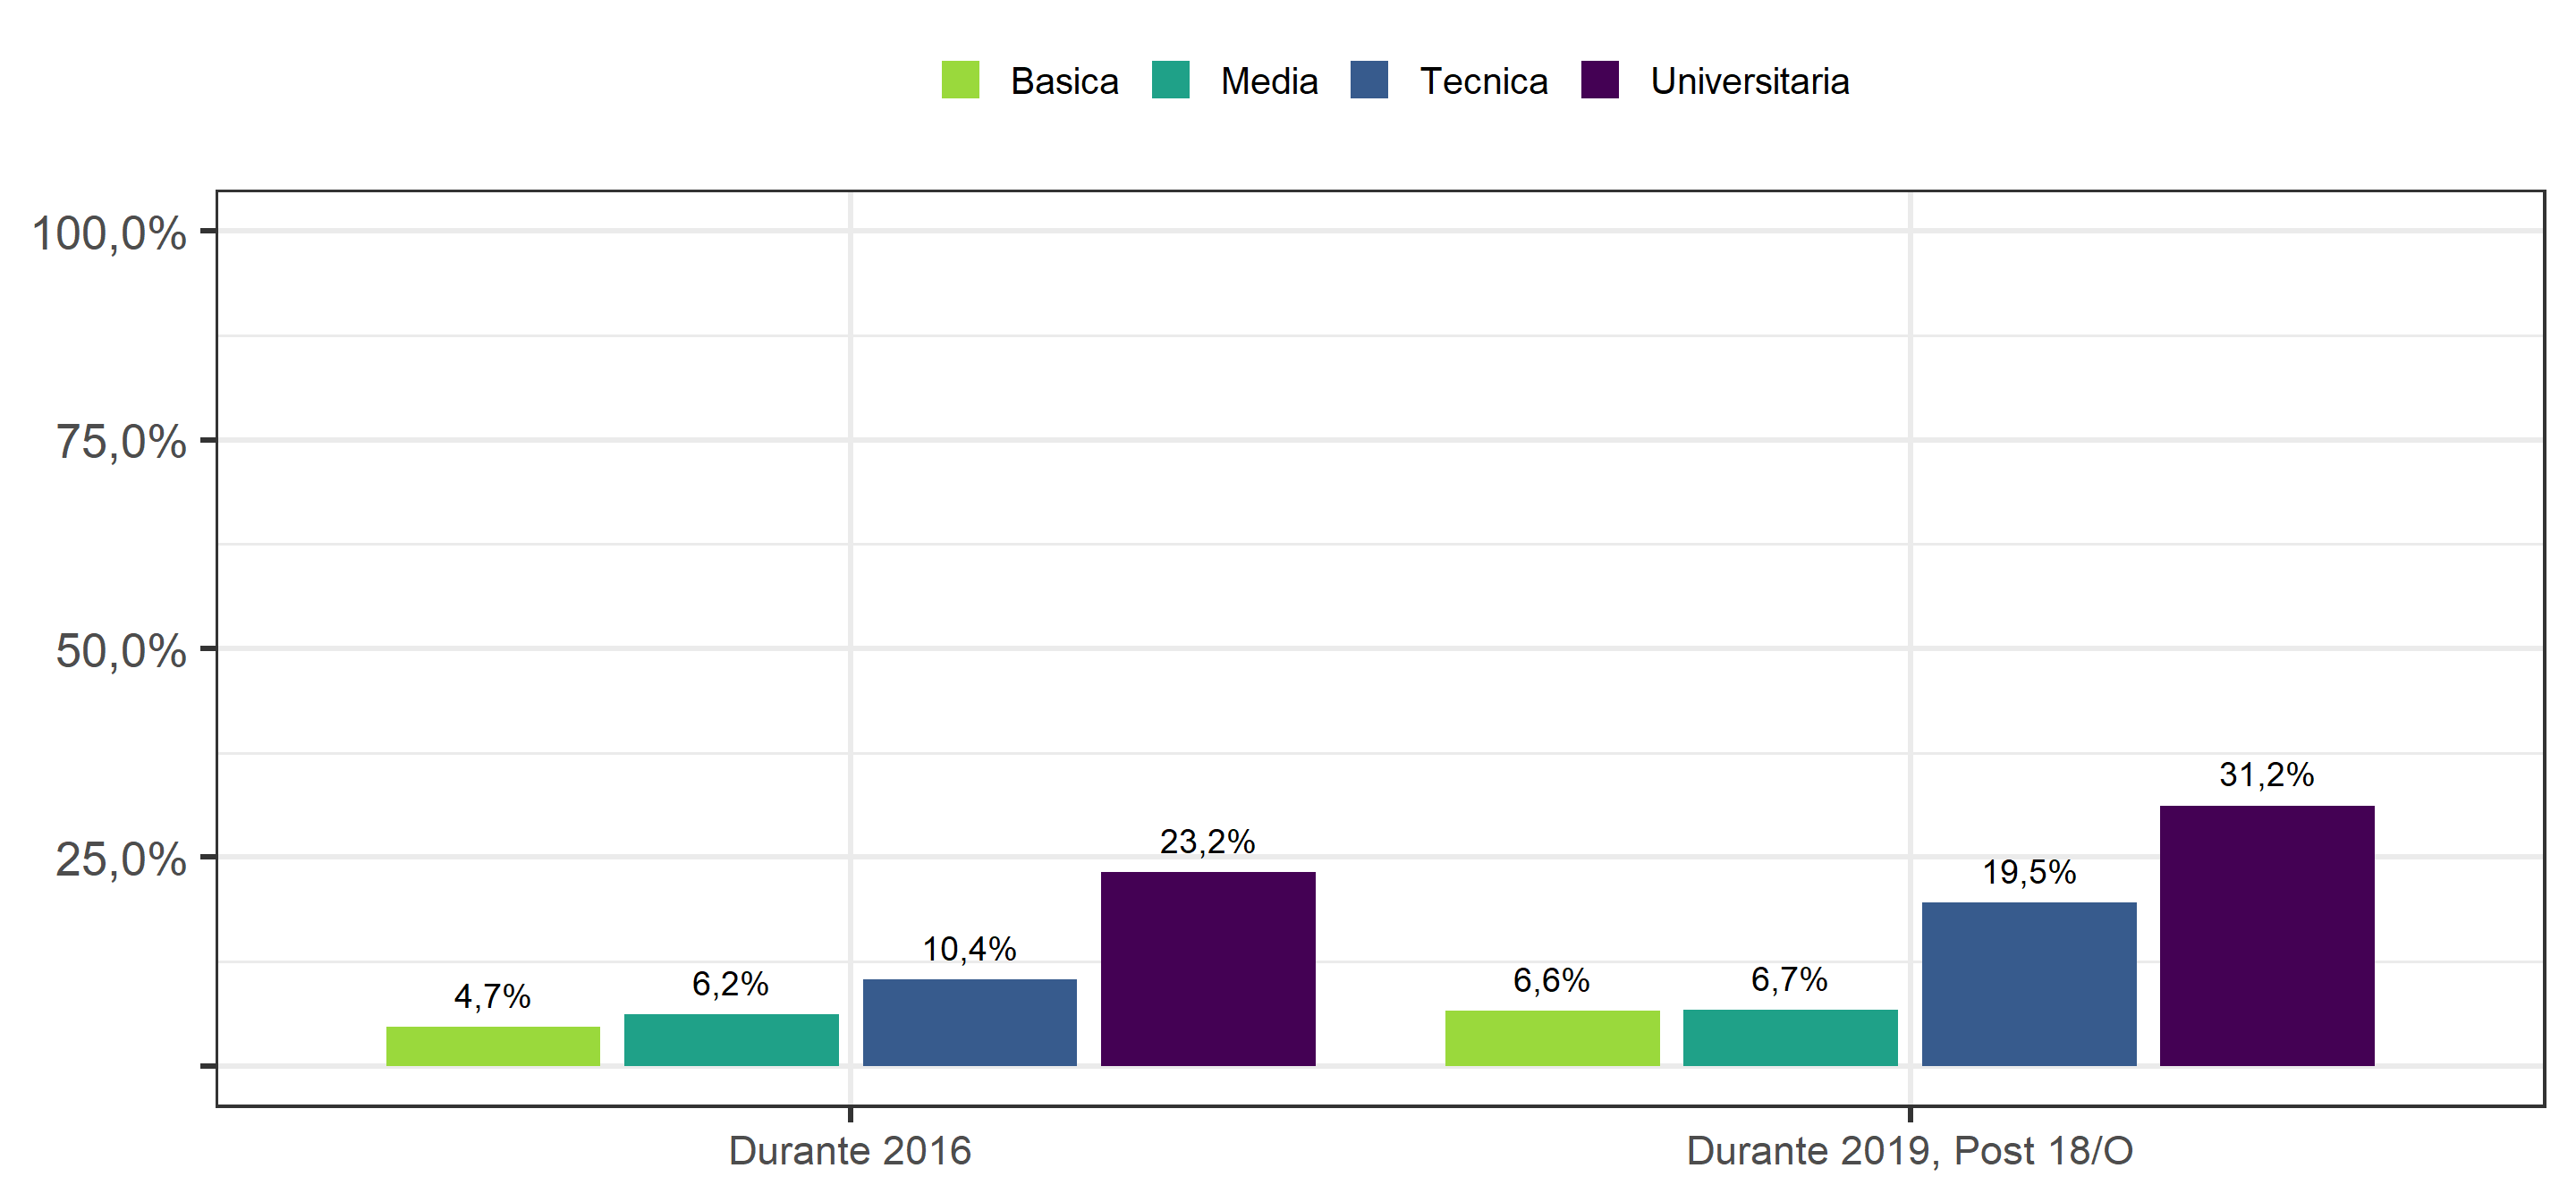 Basica Media Tecnica Universitaria
100,0%
75,0%
50,0%
25,0%
4,7% 6,2% 10,4% 23,2% 6,6% 6,7% 19,5% 31,2%
Durante 2016 Durante 2019, Post 18/O